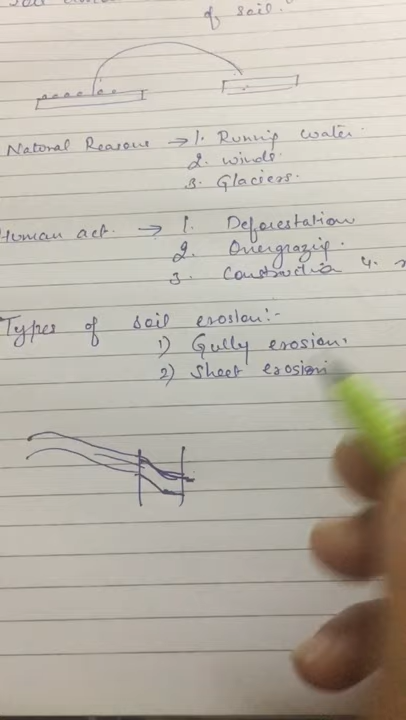 of soil.
Natural Reasons → 1. Running water.
2. winds.
3. Glaciers.
Human act. → 1. Deforestation
2. Overgrazing.
3. Construction 4.
Types of soil erosion:-
1) Gully erosion.
2) Sheet erosion